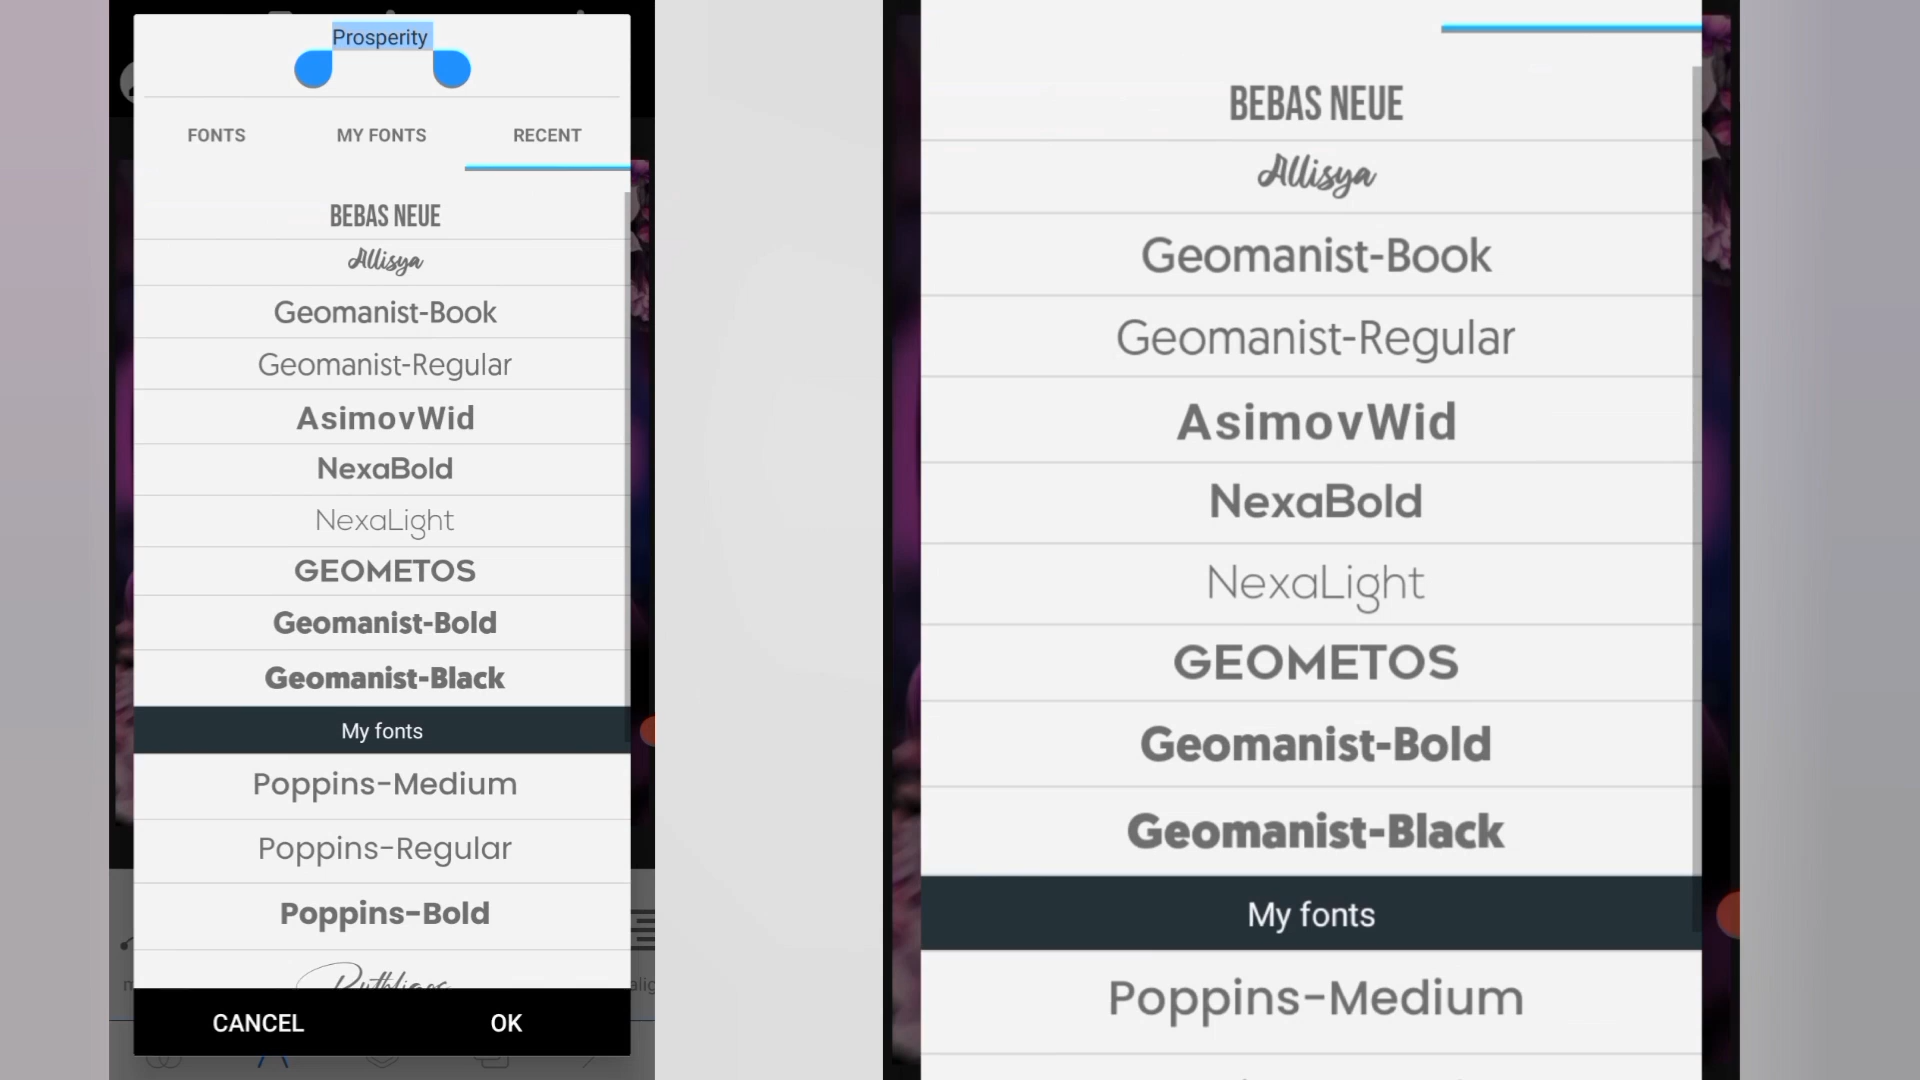 Prosperity
FONTS MY FONTS RECENT
BEBAS NEUE
Allisya
Geomanist-Book
Geomanist-Regular
AsimovWid
NexaBold
NexaLight
GEOMETOS
Geomanist-Bold
Geomanist-Black
My fonts
Poppins-Medium
Poppins-Regular
Poppins-Bold
CANCEL OK
BEBAS NEUE
Allisya
Geomanist-Book
Geomanist-Regular
AsimovWid
NexaBold
NexaLight
GEOMETOS
Geomanist-Bold
Geomanist-Black
My fonts
Poppins-Medium